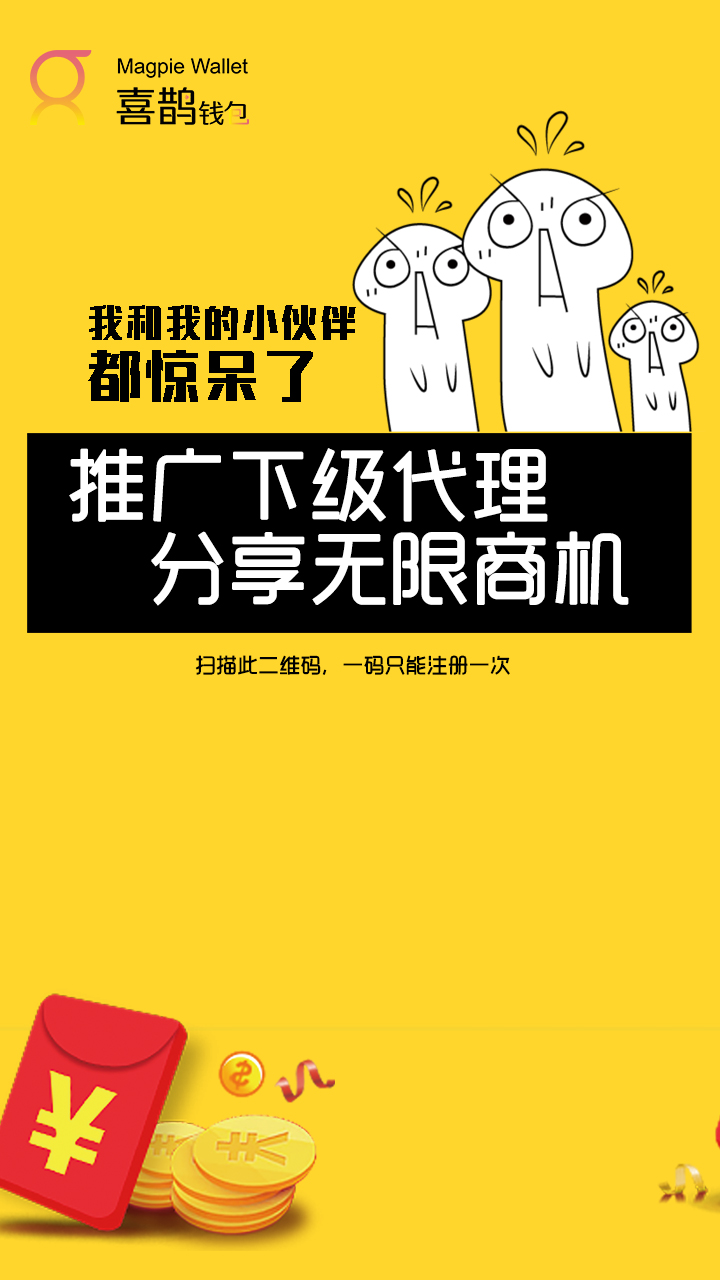 Magpie Wallet
喜鹊钱包
我和我的小伙伴
都惊呆了
推广下级代理
分享无限商机
扫描此二维码，一码只能注册一次
¥